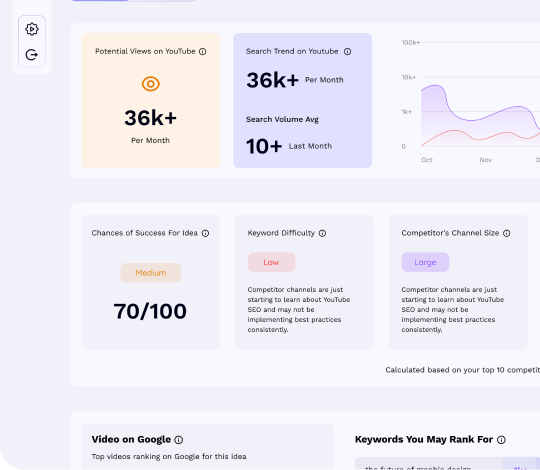 Potential Views on YouTube
36k+
Per Month
Search Trend on Youtube
36k+ Per Month
Search Volume Avg
10+ Last Month
100k+
10k+
1k+
0
Oct Nov D
Chances of Success For Idea
Medium
70/100
Keyword Difficulty
Low
Competitor channels are just
starting to learn about YouTube
SEO and may not be
implementing best practices
consistently.
Competitor's Channel Size
Large
Competitor channels are just
starting to learn about YouTube
SEO and may not be
implementing best practices
consistently.
Calculated based on your top 10 competit
Video on Google
Top videos ranking on Google for this idea
Keywords You May Rank For
the future of graphic design